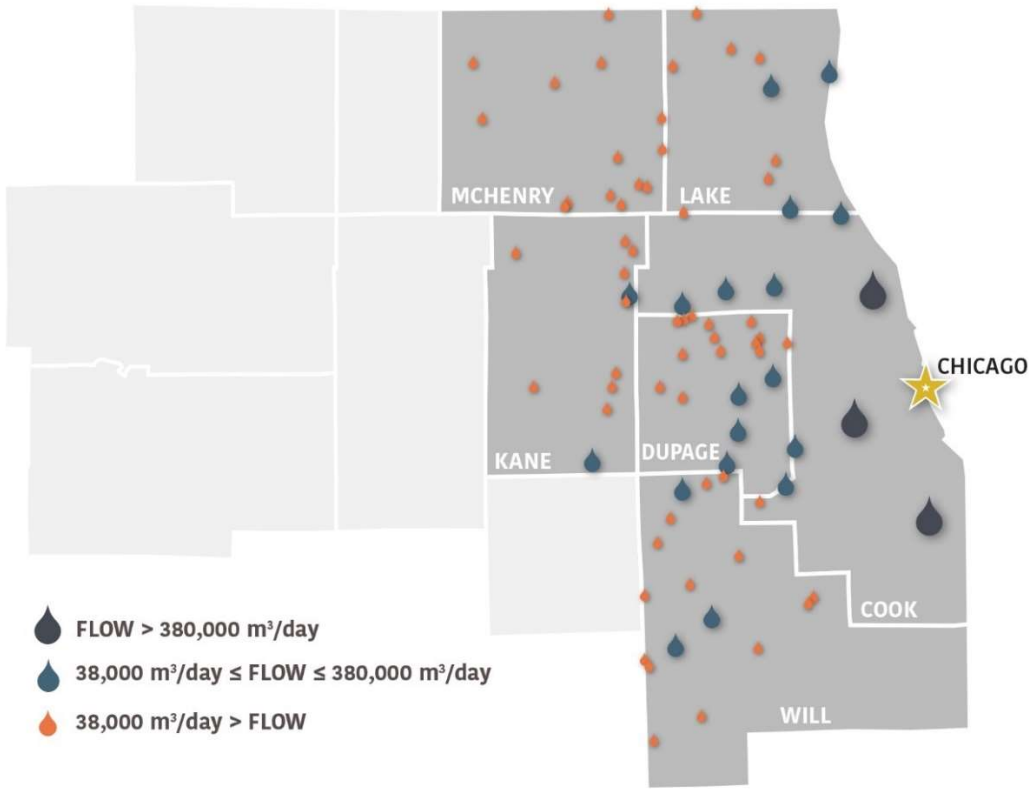 MCHENRY
LAKE
CHICAGO
KANE
DUPAGE
COOK
WILL
FLOW > 380,000 m³/day
38,000 m³/day ≤ FLOW ≤ 380,000 m³/day
38,000 m³/day > FLOW